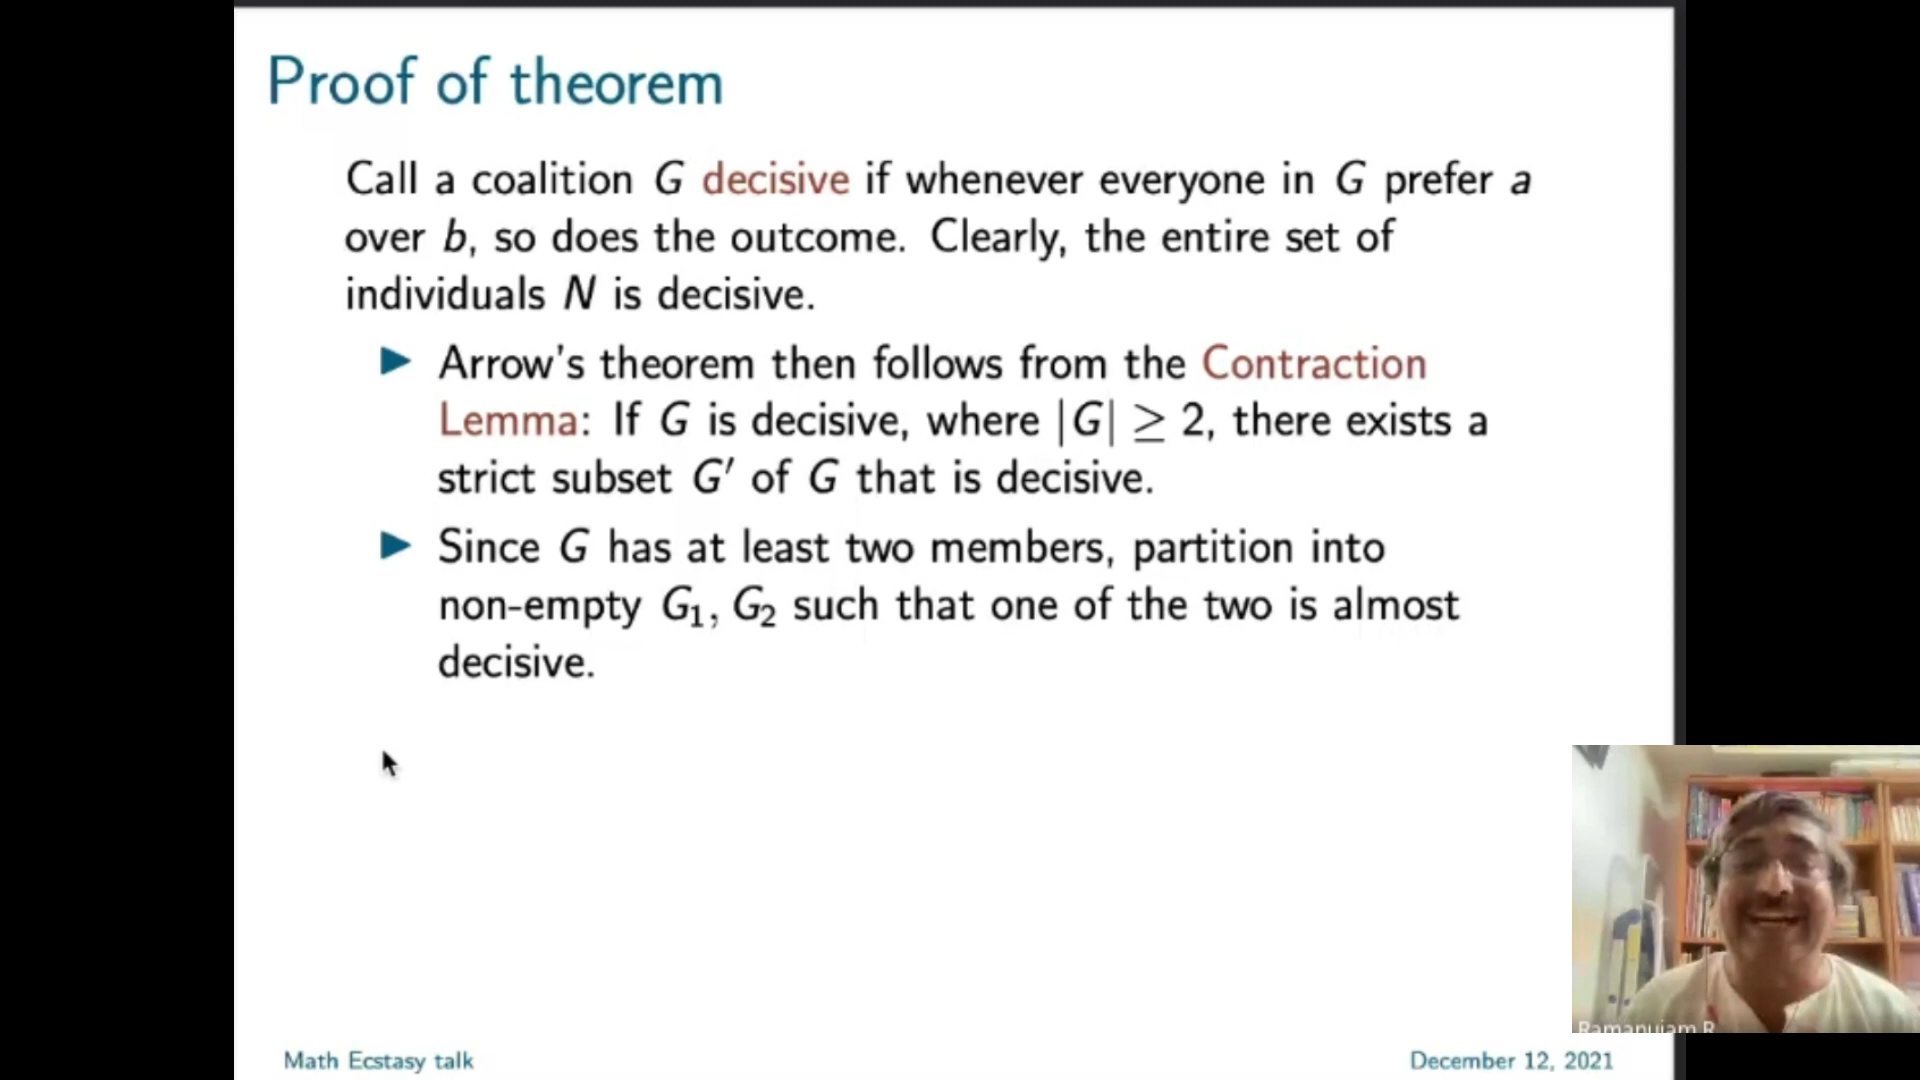 Proof of theorem
Call a coalition G decisive if whenever everyone in G prefer a
over b, so does the outcome. Clearly, the entire set of
individuals N is decisive.
▶ Arrow's theorem then follows from the Contraction
Lemma: If G is decisive, where |G| ≥ 2, there exists a
strict subset G′ of G that is decisive.
▶ Since G has at least two members, partition into
non-empty G₁, G₂ such that one of the two is almost
decisive.
Ramanujam R
Math Ecstasy talk
December 12, 2021